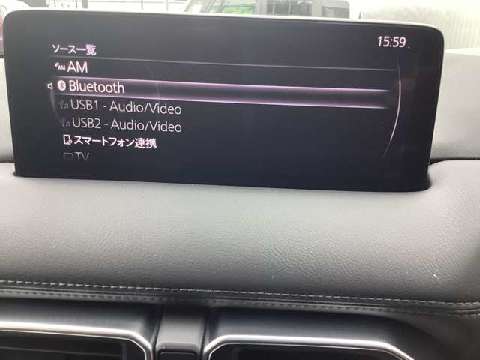 15:59
ソース一覧
AM
Bluetooth
USB1 - Audio/Video
USB2 - Audio/Video
スマートフォン連携
TV